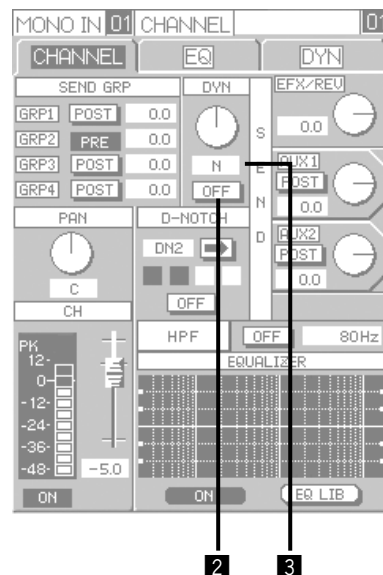 MONO IN 01 CHANNEL 01
CHANNEL EQ DYN
SEND GRP
GRP1 POST 0.0
GRP2 PRE 0.0
GRP3 POST 0.0
GRP4 POST 0.0
DYN
N
OFF
SEND
EFX/REV
0.0
AUX1
POST
0.0
AUX2
POST
0.0
PAN
C
D-NOTCH
DN2
OFF
CH
PK
12-
0-
-12-
-24-
-36-
-48-
-5.0
ON
HPF OFF 80Hz
EQUALIZER
ON EQ LIB
2 3